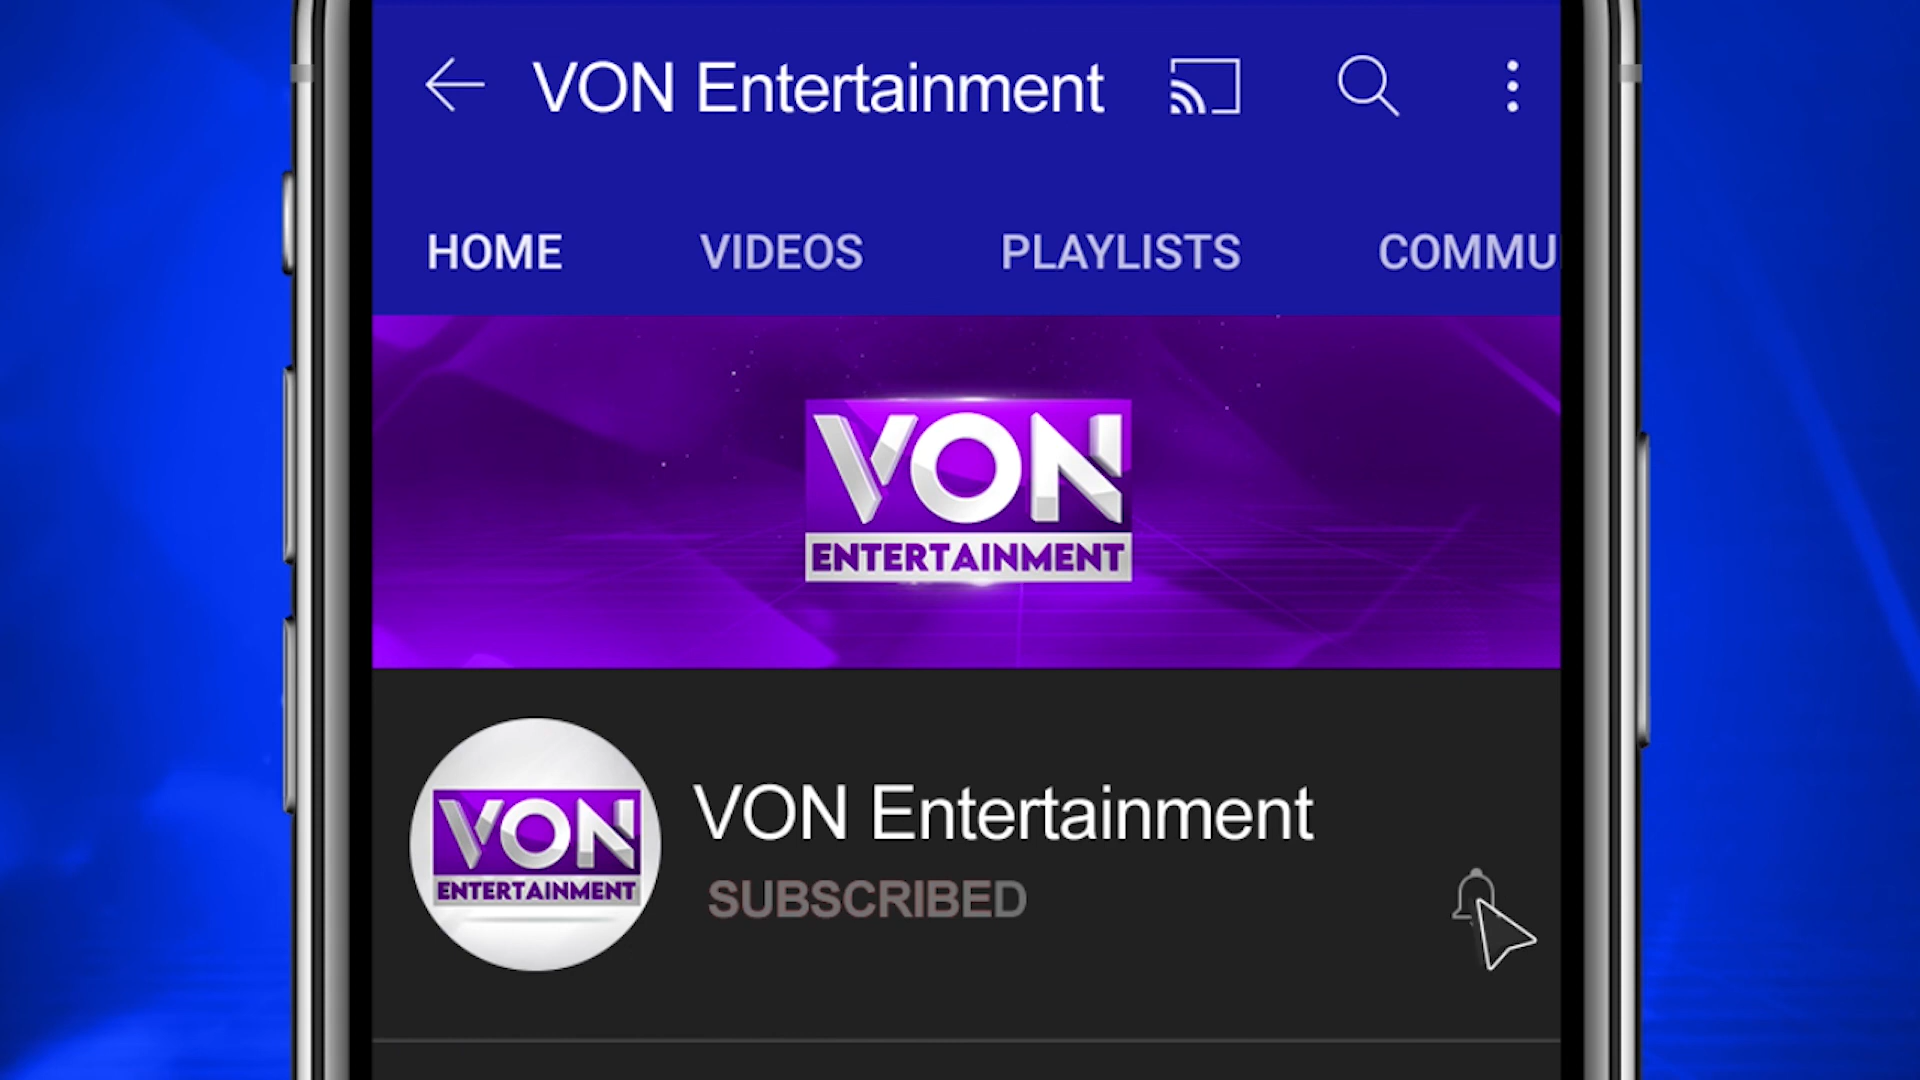 VON Entertainment
HOME VIDEOS PLAYLISTS COMMU
VON
ENTERTAINMENT
VON
ENTERTAINMENT
VON Entertainment
SUBSCRIBED